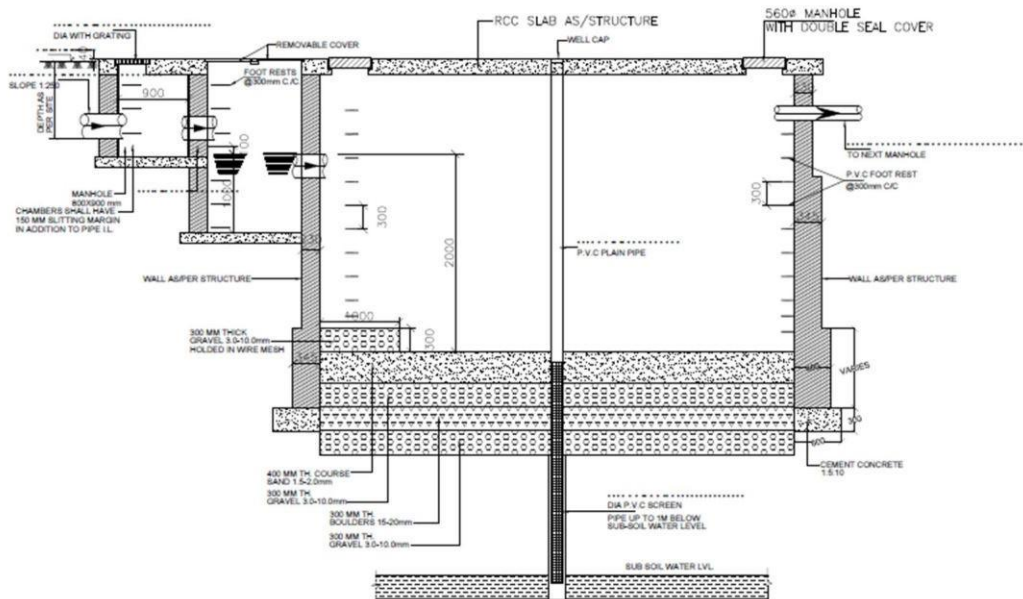 RCC SLAB AS/STRUCTURE
560ø MANHOLE
WITH DOUBLE SEAL COVER
DIA WITH GRATING
REMOVABLE COVER
WELL CAP
FOOT RESTS
@300mm C/C
SLOPE 1:250
DEPTH AS
PER SITE
900
TO NEXT MANHOLE
P.V.C FOOT REST
@300mm C/C
MANHOLE
800X900 mm
CHAMBERS SHALL HAVE
150 MM SLITTING MARGIN
IN ADDITION TO PIPE I.L.
1000
300
2000
300
345
230
P.V.C PLAIN PIPE
WALL AS/PER STRUCTURE
WALL AS/PER STRUCTURE
300 MM THICK
GRAVEL 3.0-10.0mm
HOLDED IN WIRE MESH
300
345
VARIES
300
600
CEMENT CONCRETE
1:5:10
400 MM TH. COURSE
SAND 1.5-2.0mm
300 MM TH.
GRAVEL 3.0-10.0mm
300 MM TH.
BOULDERS 15-20mm
300 MM TH.
GRAVEL 3.0-10.0mm
DIA P.V.C SCREEN
PIPE UP TO 1M BELOW
SUB-SOIL WATER LEVEL
SUB SOIL WATER LVL.